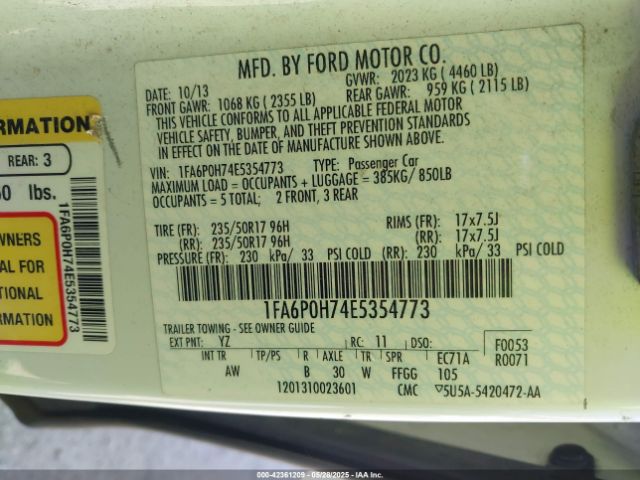 MFD. BY FORD MOTOR CO.
DATE: 10/13 GVWR: 2023 KG ( 4460 LB)
FRONT GAWR: 1068 KG ( 2355 LB) REAR GAWR: 959 KG ( 2115 LB)
THIS VEHICLE CONFORMS TO ALL APPLICABLE FEDERAL MOTOR
VEHICLE SAFETY, BUMPER, AND THEFT PREVENTION STANDARDS
IN EFFECT ON THE DATE OF MANUFACTURE SHOWN ABOVE.
VIN: 1FA6P0H74E5354773 TYPE: Passenger Car
MAXIMUM LOAD = OCCUPANTS + LUGGAGE = 385KG/ 850LB
OCCUPANTS = 5 TOTAL; 2 FRONT, 3 REAR
TIRE (FR): 235/50R17 96H RIMS (FR): 17x7.5J
(RR): 235/50R17 96H (RR): 17x7.5J
PRESSURE (FR): 230 kPa/ 33 PSI COLD (RR): 230 kPa/ 33 PSI COLD
1FA6P0H74E5354773
TRAILER TOWING - SEE OWNER GUIDE
EXT PNT: YZ RC: 11 DSO: F0053
INT TR TP/PS R AXLE TR SPR EC71A R0071
AW B 30 W FFGG 105
1201310023601 CMC 5U5A-5420472-AA
ORMATION
REAR: 3
50 lbs.
WNERS
AL FOR
TIONAL
FORMATION
1FA6P0H74E5354773
000-42361209 - 05/28/2025 - IAA Holdings, LLC